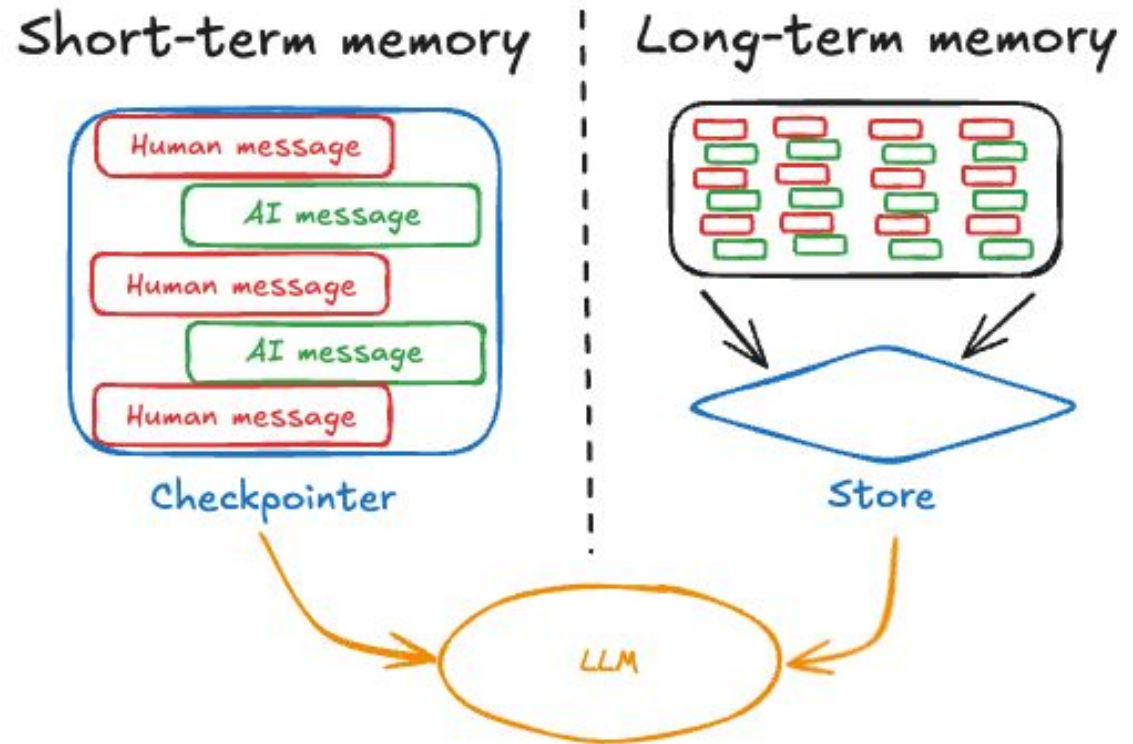 Short-term memory
Long-term memory
Human message
AI message
Human message
AI message
Human message
Checkpointer
Store
LLM